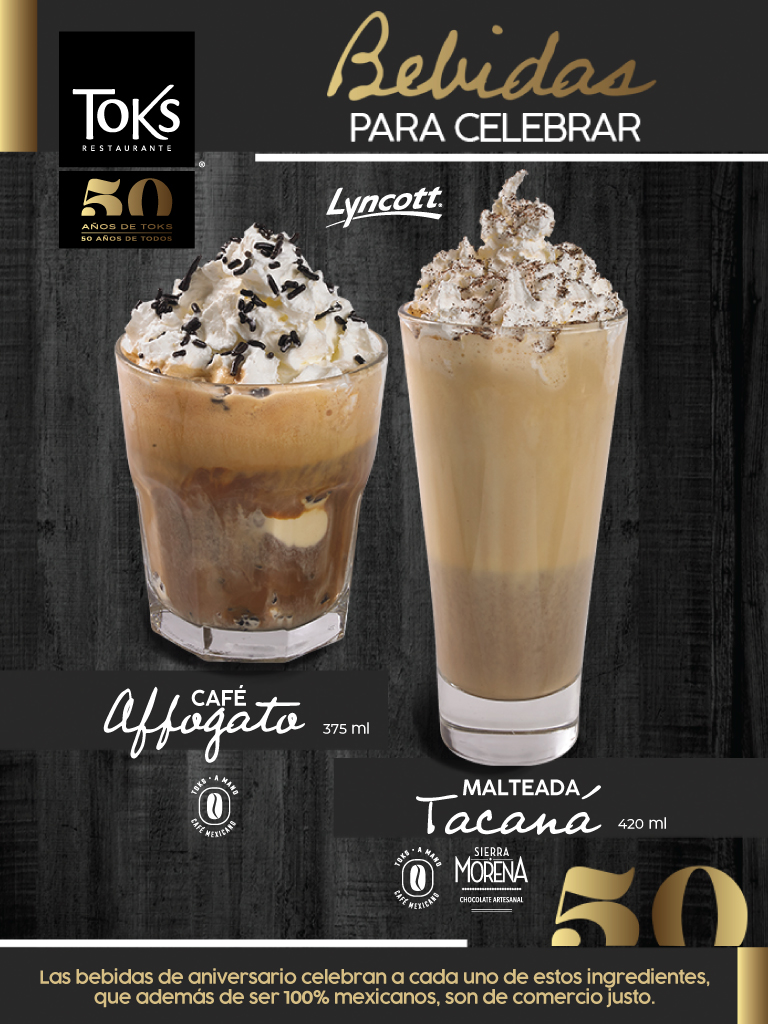 Bebidas
PARA CELEBRAR
TOKS
RESTAURANTE
®
50
AÑOS DE TOKS
50 AÑOS DE TODOS
Lyncott®
CAFÉ
Affogato 375 ml
TOKS · A MANO
CAFÉ MEXICANO
MALTEADA
Tacaná 420 ml
TOKS · A MANO
CAFÉ MEXICANO
SIERRA
MORENA
CHOCOLATE ARTESANAL
50
Las bebidas de aniversario celebran a cada uno de estos ingredientes,
que además de ser 100% mexicanos, son de comercio justo.